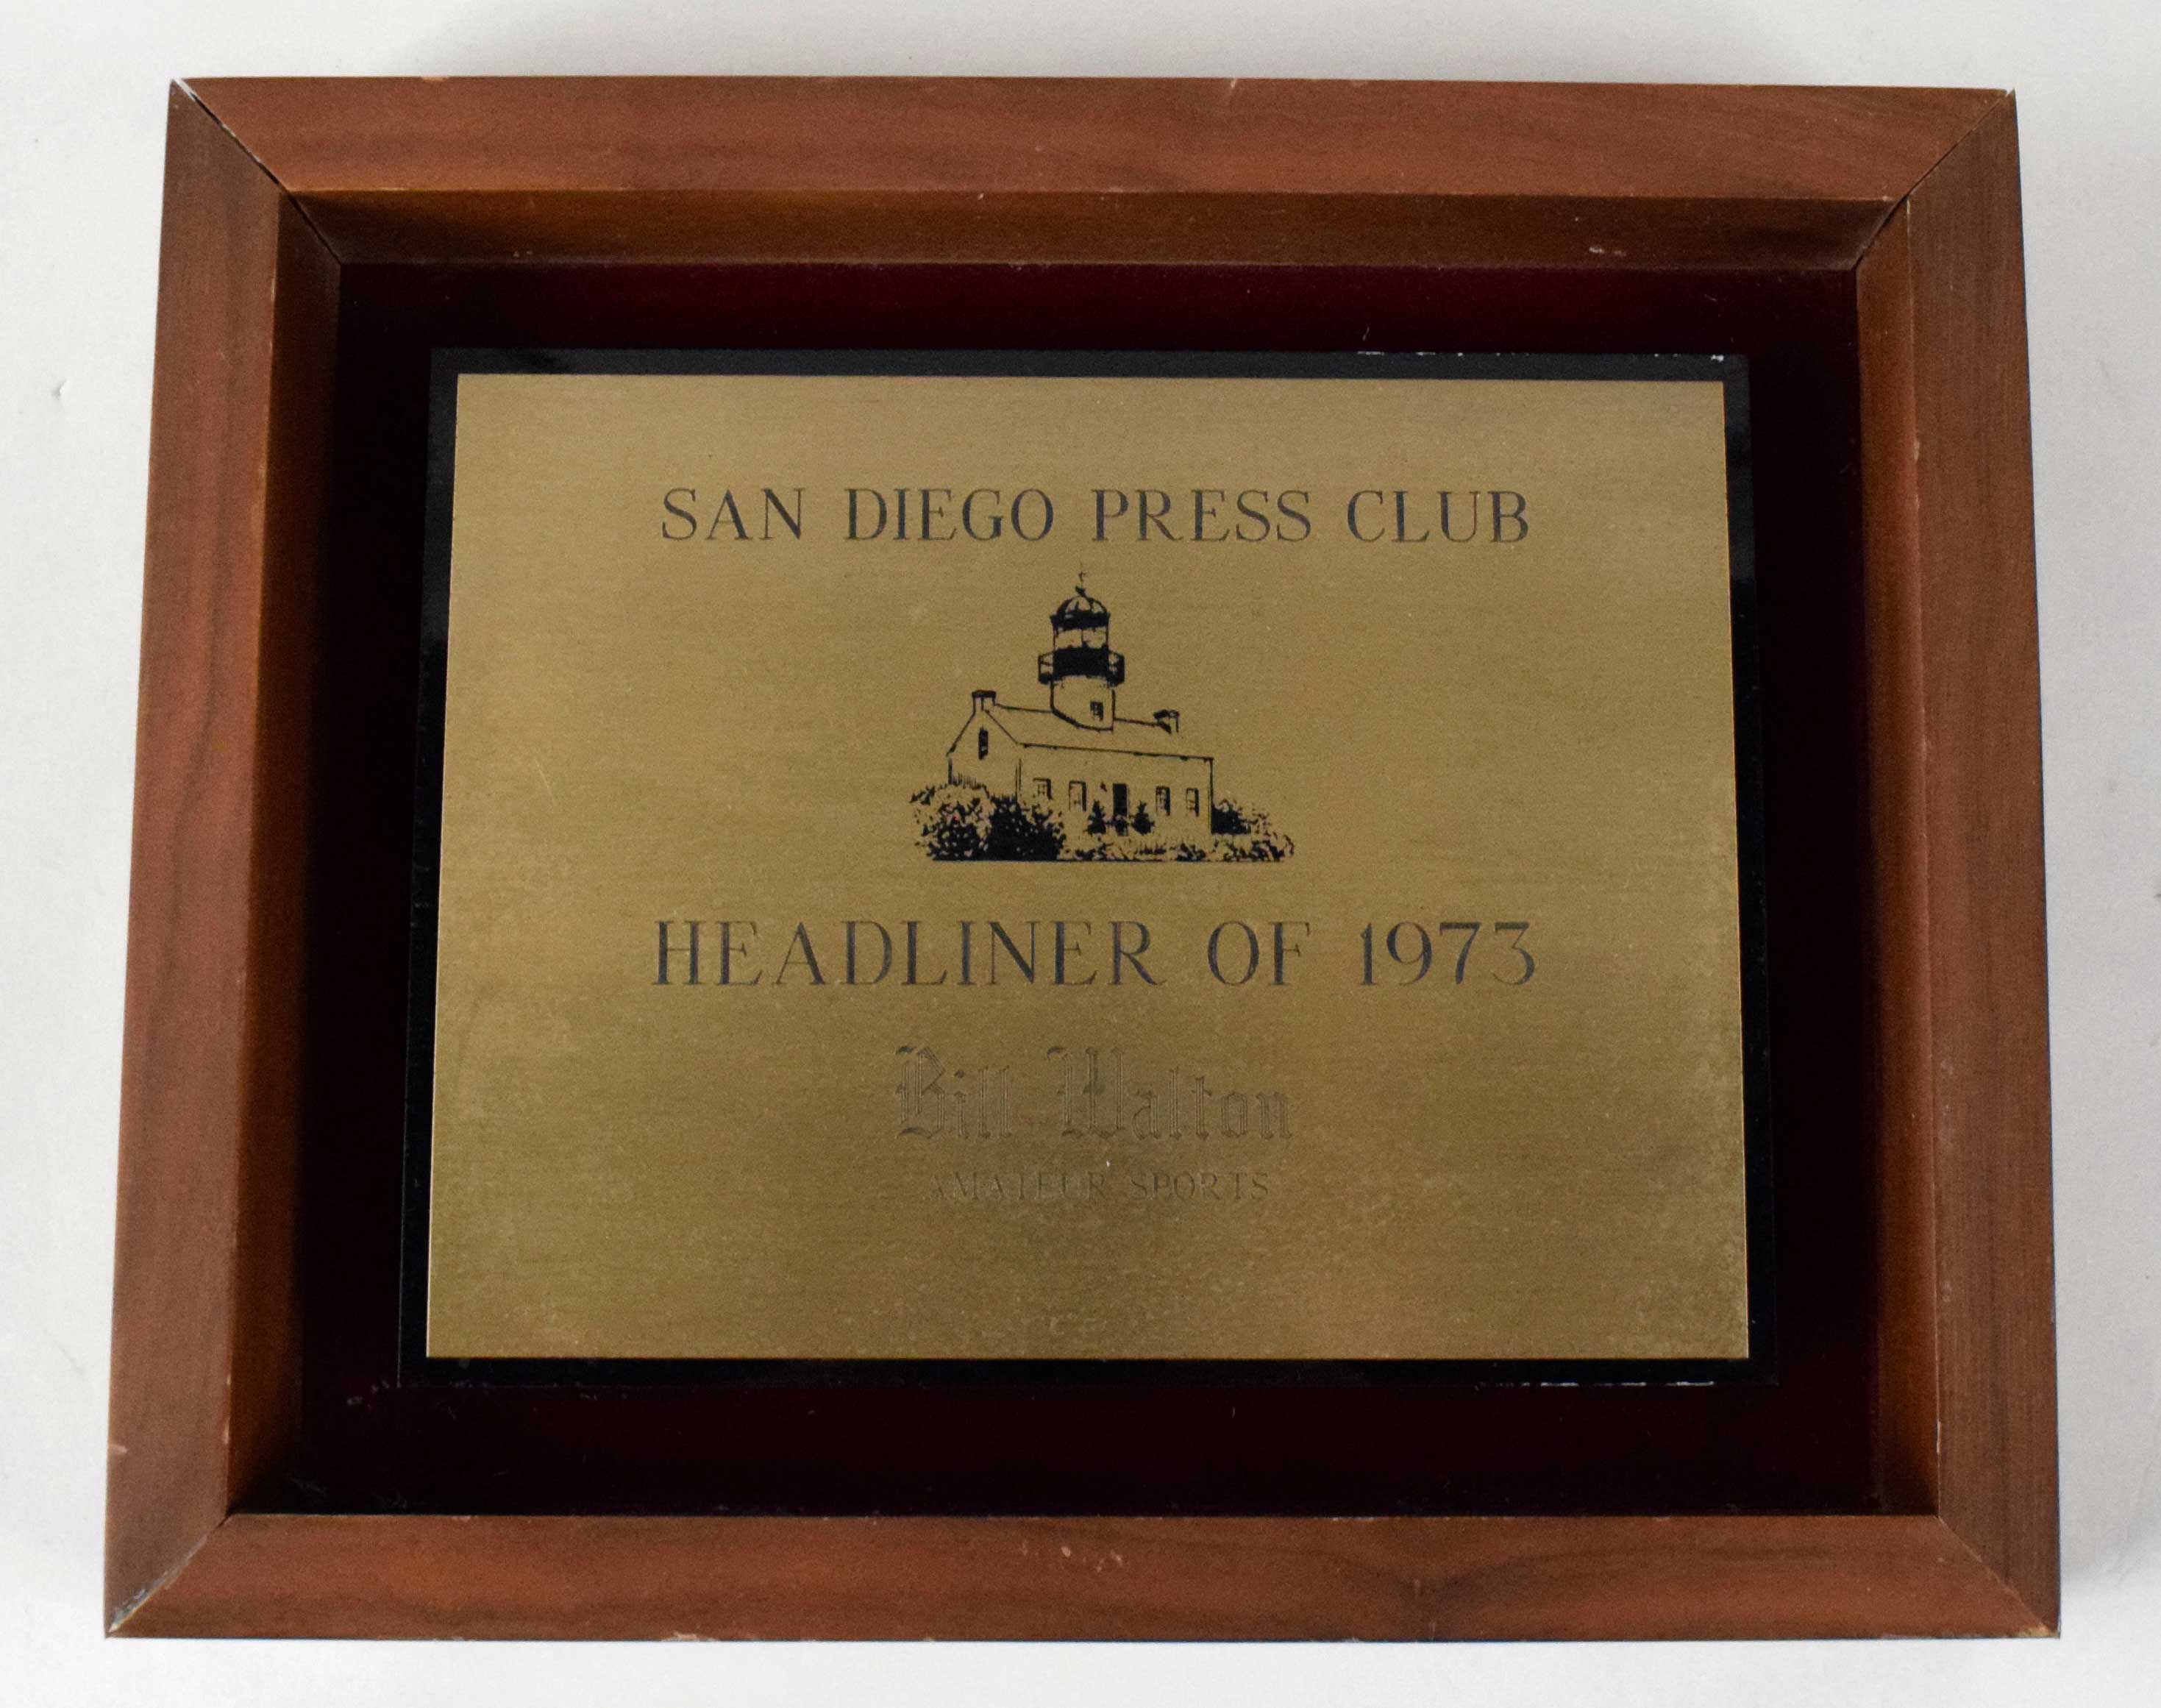 SAN DIEGO PRESS CLUB
HEADLINER OF 1973
Bill Walton
AMATEUR SPORTS